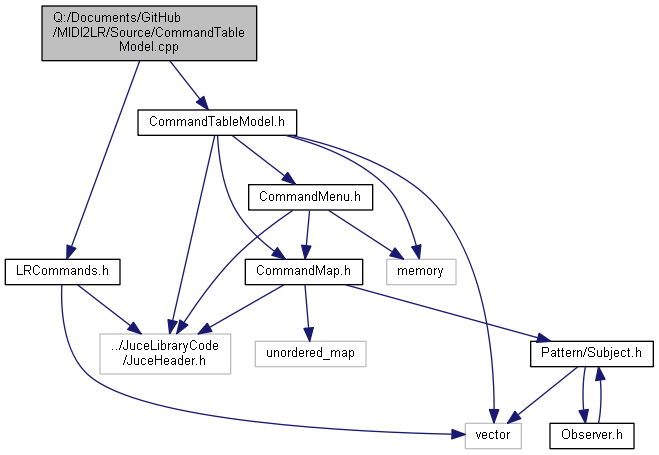 Q:/Documents/GitHub
/MIDI2LR/Source/CommandTable
Model.cpp
CommandTableModel.h
CommandMenu.h
LRCommands.h
CommandMap.h
memory
../JuceLibraryCode
/JuceHeader.h
unordered_map
Pattern/Subject.h
vector
Observer.h